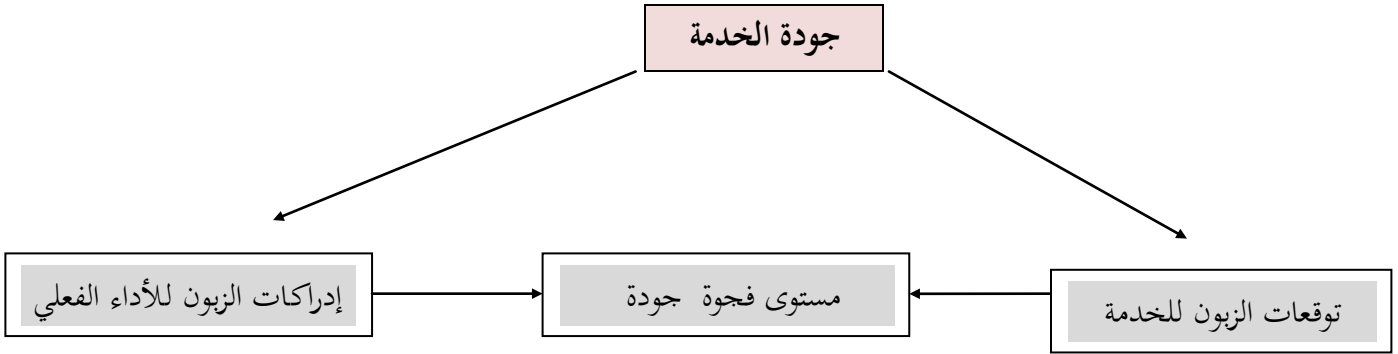 جودة الخدمة
توقعات الزبون للخدمة
مستوى فجوة جودة
إدراكات الزبون للأداء الفعلي